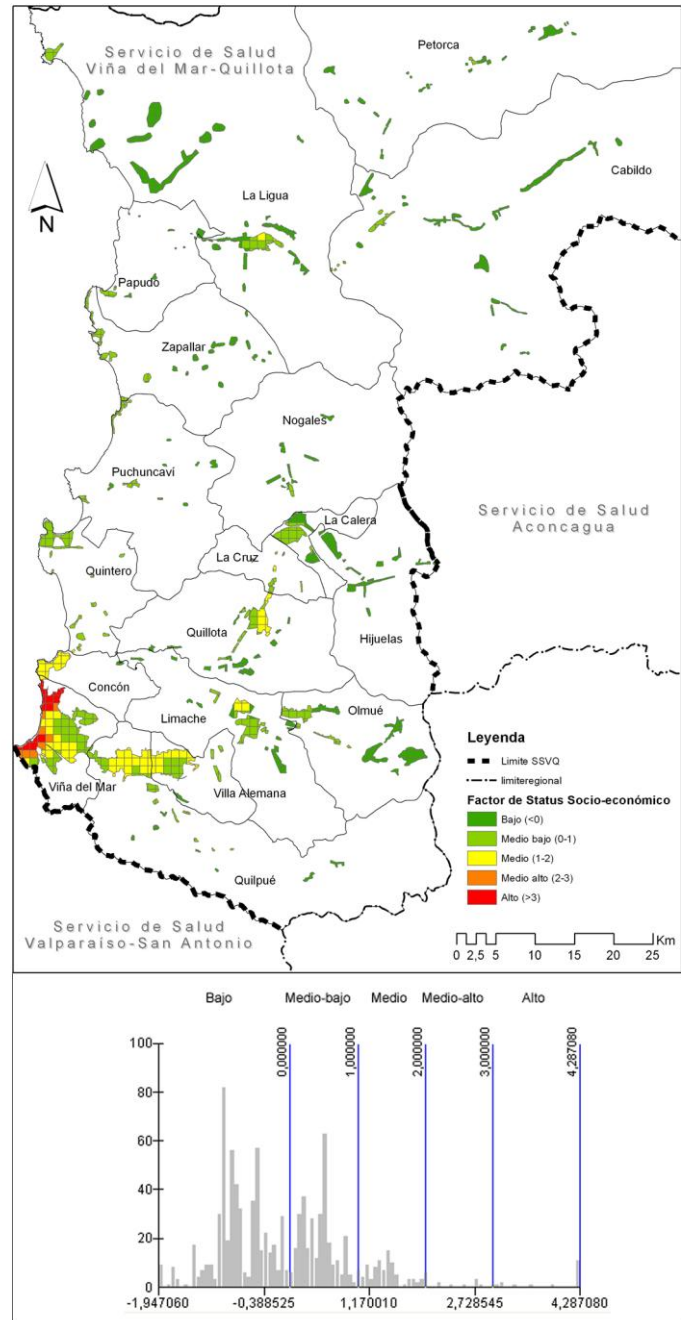 Servicio de Salud
Viña del Mar-Quillota
Petorca
Cabildo
La Ligua
N
Papudo
Zapallar
Nogales
Puchuncaví
La Calera
Servicio de Salud
Aconcagua
La Cruz
Quintero
Quillota
Hijuelas
Concón
Limache
Olmué
Viña del Mar
Villa Alemana
Quilpué
Servicio de Salud
Valparaíso-San Antonio
Leyenda
Limite SSVQ
limiteregional
Factor de Status Socio-económico
Bajo (<0)
Medio bajo (0-1)
Medio (1-2)
Medio alto (2-3)
Alto (>3)
Km
0 2,5 5 10 15 20 25
Bajo Medio-bajo Medio Medio-alto Alto
0,000000 1,000000 2,000000 3,000000 4,287080
100
80
60
40
20
0
-1,947060 -0,388525 1,170010 2,728545 4,287080